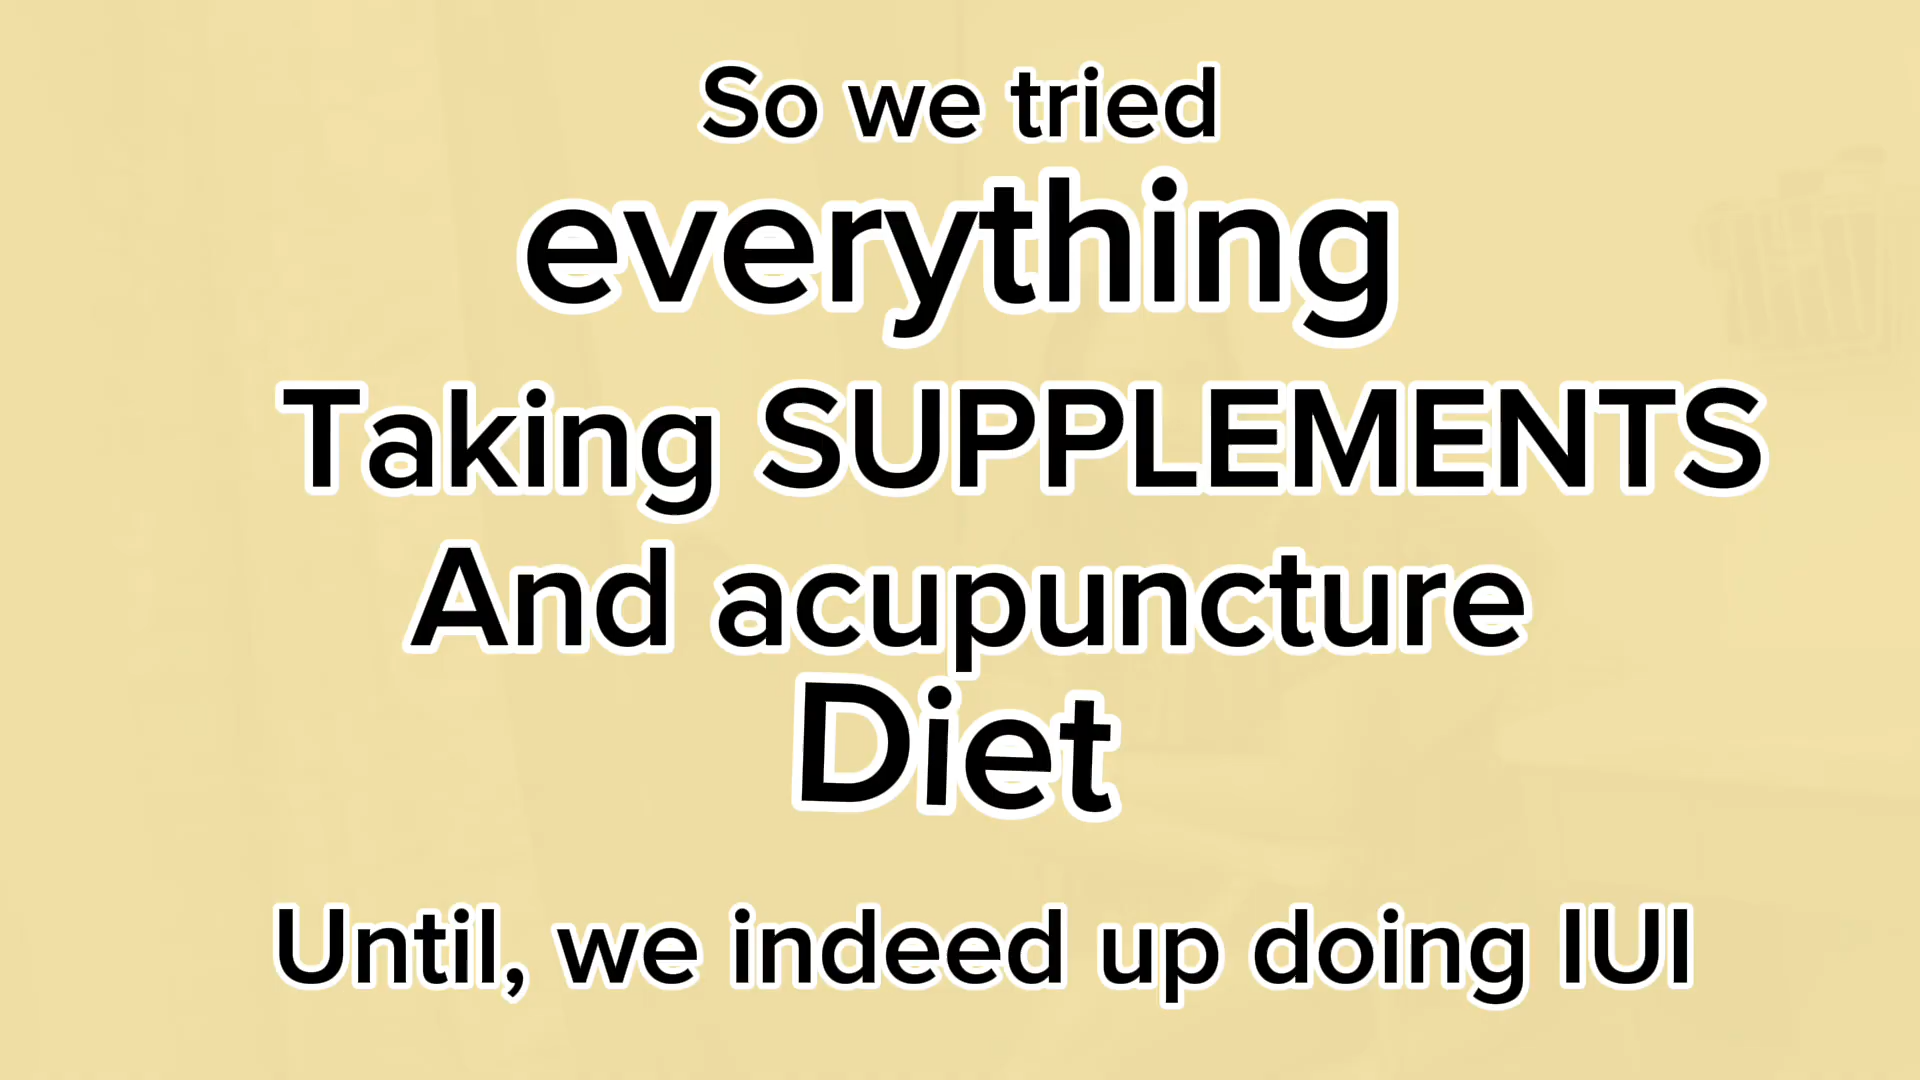 So we tried
everything
Taking SUPPLEMENTS
And acupuncture
Diet
Until, we indeed up doing IUI